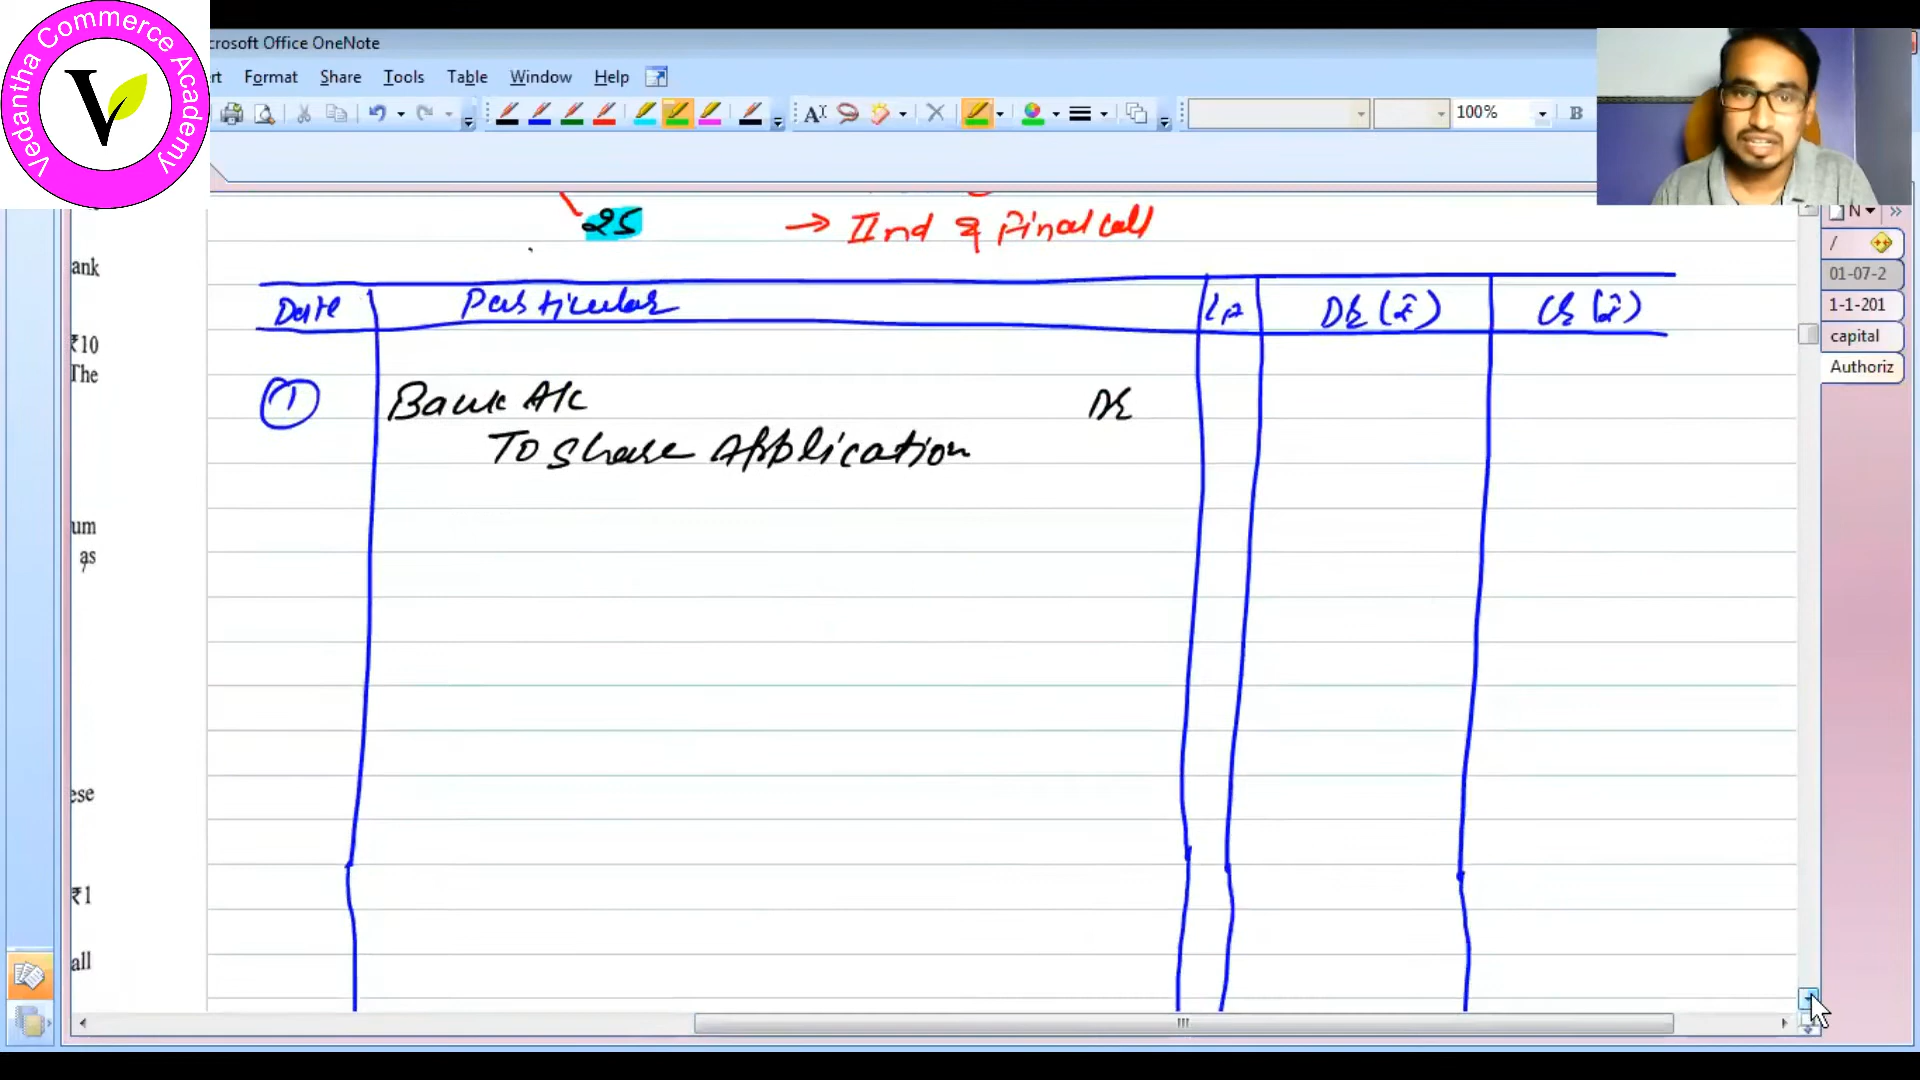 Vedantha Commerce Academy
V
crosoft Office OneNote
rt Format Share Tools Table Window Help
100% B
N
/
01-07-2
1-1-201
capital
Authoriz
25 → IInd & Final Call
Date Particular L.F Dr (₹) Cr (₹)
① Bank A/c Dr
To Share Application
ank
₹10
The
um
as
ese
₹1
all